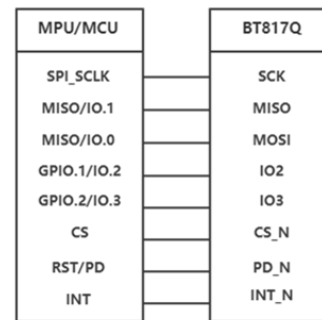 MPU/MCU BT817Q
SPI_SCLK SCK
MISO/IO.1 MISO
MISO/IO.0 MOSI
GPIO.1/IO.2 IO2
GPIO.2/IO.3 IO3
CS CS_N
RST/PD PD_N
INT INT_N